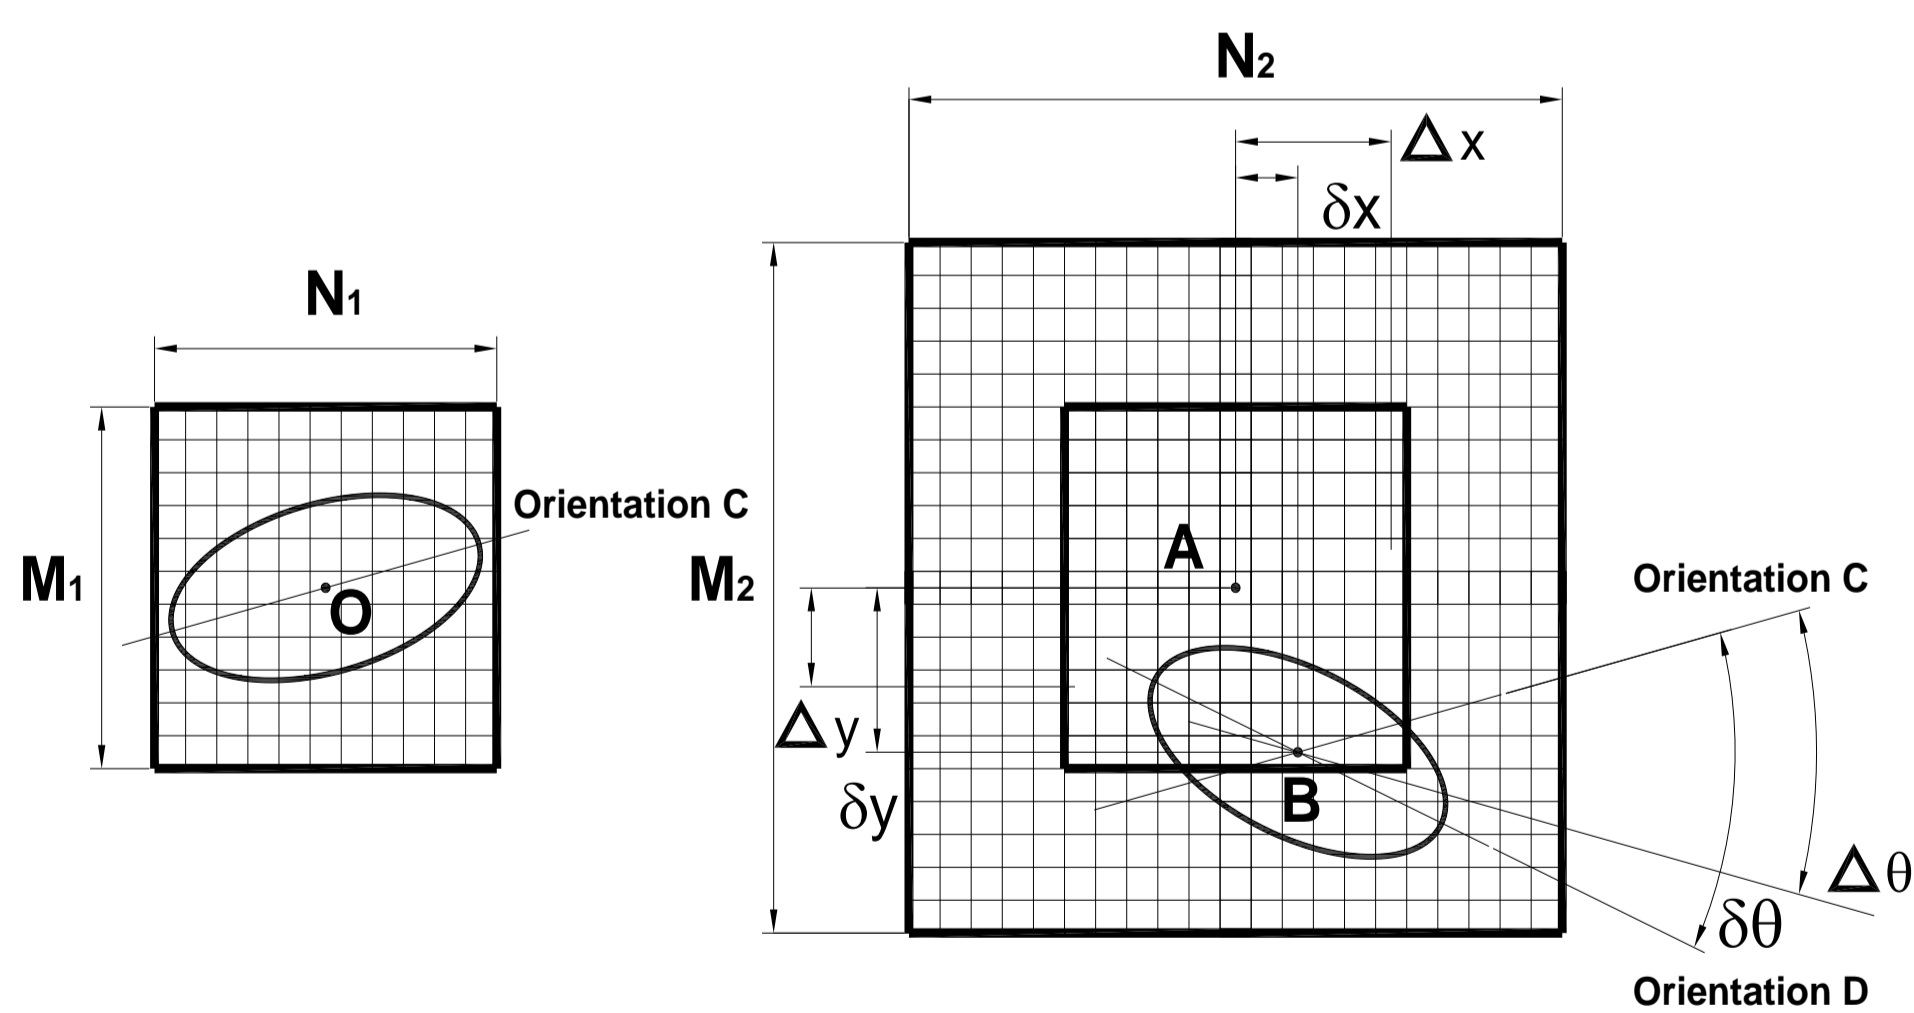 N₂
Δx
δx
N₁
Orientation C
M₁
O
M₂
A
Orientation C
Δy
δy
B
Δθ
δθ
Orientation D